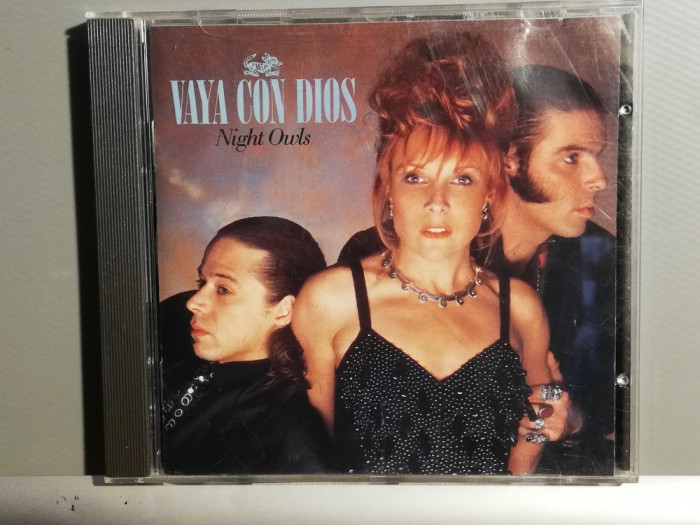 VAYA CON DIOS
Night Owls